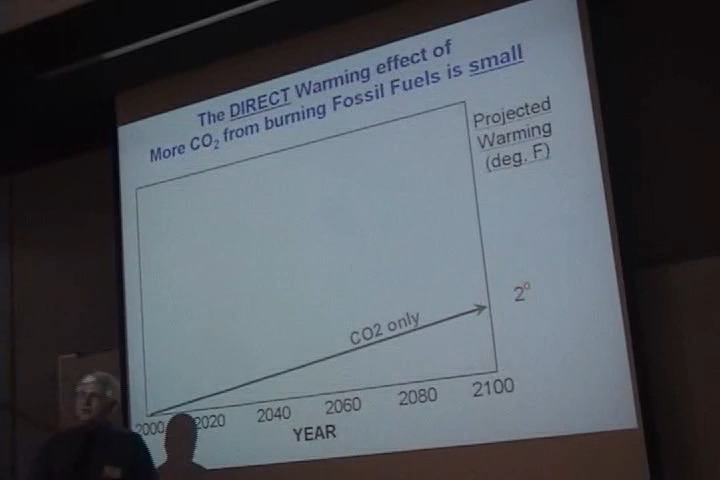 The DIRECT Warming effect of
More CO₂ from burning Fossil Fuels is small
Projected
Warming
(deg. F)
2°
CO2 only
2000 2020 2040 2060 2080 2100
YEAR